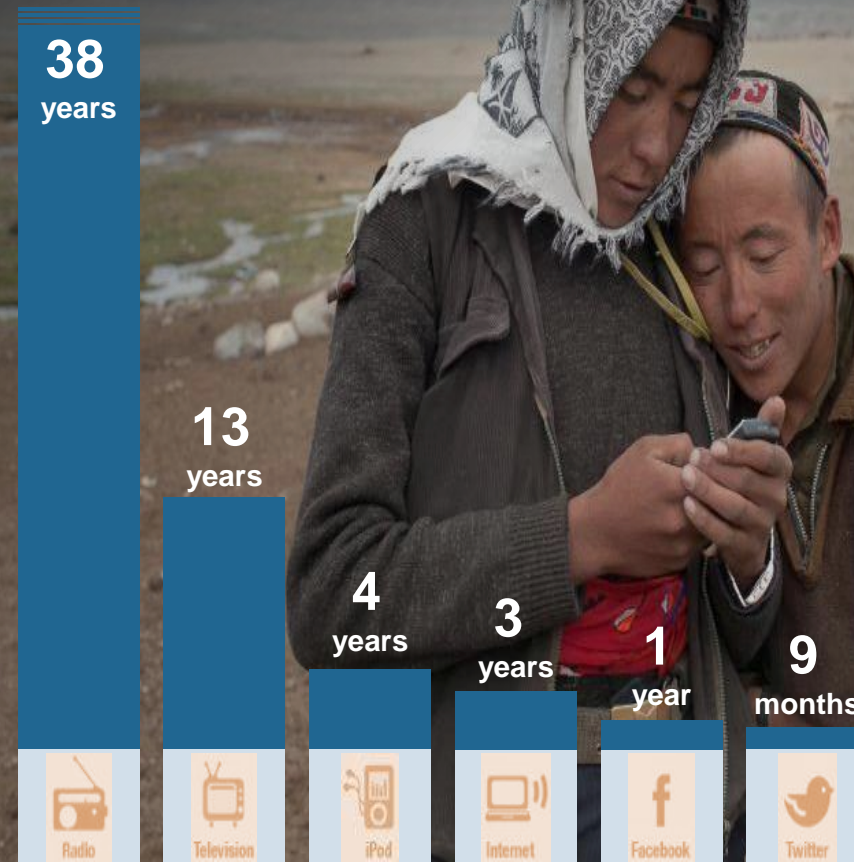 38
years
13
years
4
years
3
years
1
year
9
months
Radio
Television
iPod
Internet
Facebook
Twitter